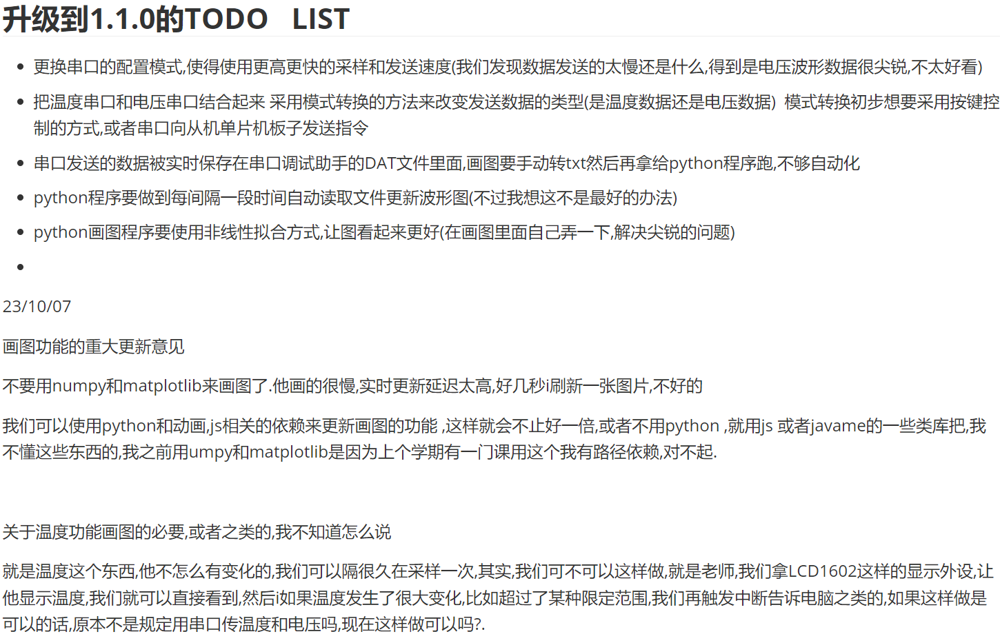 升级到1.1.0的TODO LIST
更换串口的配置模式,使得使用更高更快的采样和发送速度(我们发现数据发送的太慢还是什么,得到是电压波形数据很尖锐,不太好看)
把温度串口和电压串口结合起来 采用模式转换的方法来改变发送数据的类型(是温度数据还是电压数据) 模式转换初步想要采用按键控
制的方式,或者串口向从机单片机板子发送指令
串口发送的数据被实时保存在串口调试助手的DAT文件里面,画图要手动转txt然后再拿给python程序跑,不够自动化
python程序要做到每间隔一段时间自动读取文件更新波形图(不过我想这不是最好的办法)
python画图程序要使用非线性拟合方式,让图看起来更好(在画图里面自己弄一下,解决尖锐的问题)
23/10/07
画图功能的重大更新意见
不要用numpy和matplotlib来画图了.他画的很慢,实时更新延迟太高,好几秒i刷新一张图片,不好的
我们可以使用python和动画,js相关的依赖来更新画图的功能 ,这样就会不止好一倍,或者不用python ,就用js 或者javame的一些类库把,我
不懂这些东西的,我之前用umpy和matplotlib是因为上个学期有一门课用这个我有路径依赖,对不起.
关于温度功能画图的必要,或者之类的,我不知道怎么说
就是温度这个东西,他不怎么有变化的,我们可以隔很久在采样一次,其实,我们可不可以这样做,就是老师,我们拿LCD1602这样的显示外设,让
他显示温度,我们就可以直接看到,然后i如果温度发生了很大变化,比如超过了某种限定范围,我们再触发中断告诉电脑之类的,如果这样做是
可以的话,原本不是规定用串口传温度和电压吗,现在这样做可以吗?.